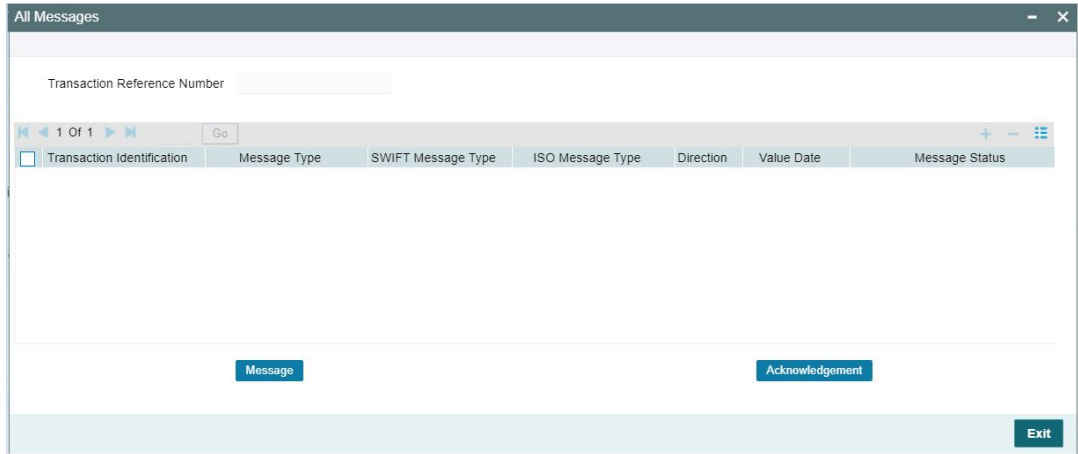 All Messages
Transaction Reference Number
1 Of 1 Go
Transaction Identification Message Type SWIFT Message Type ISO Message Type Direction Value Date Message Status
Message Acknowledgement
Exit